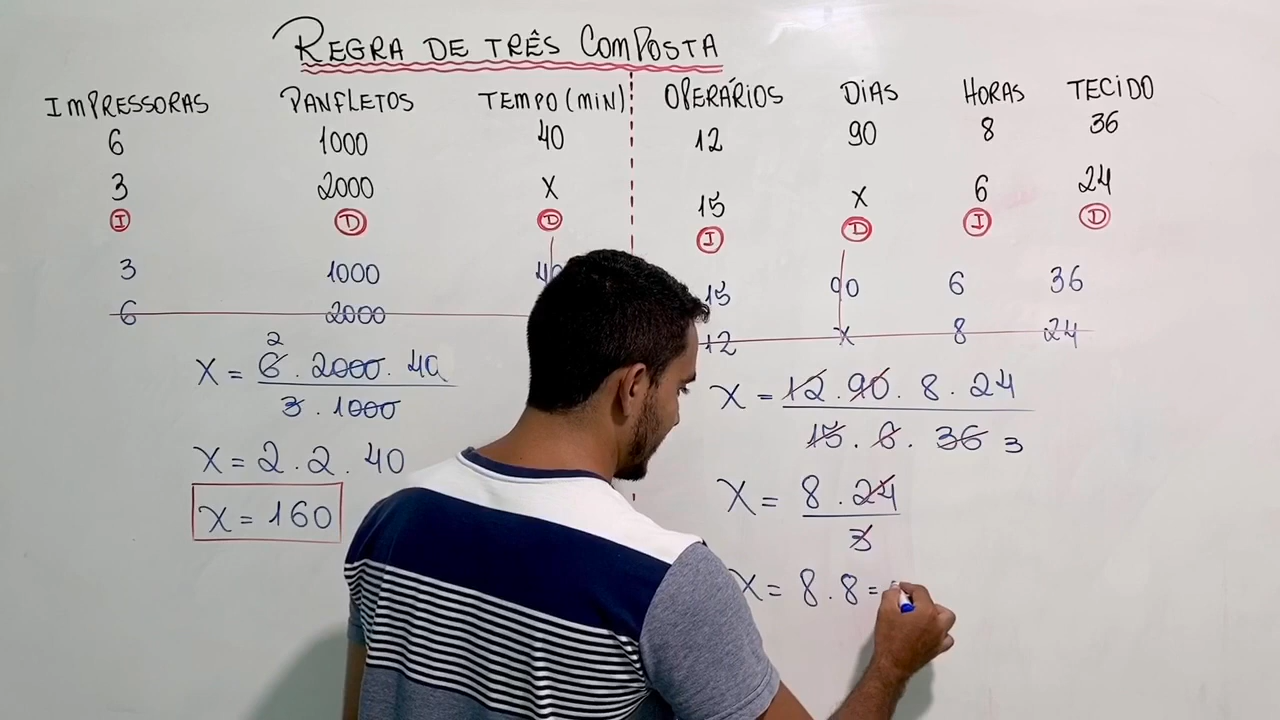 REGRA DE TRÊS COMPOSTA
IMPRESSORAS PANFLETOS TEMPO (MIN)
6 1000 40
3 2000 X
I D D
3 1000 40
6 2000
2
X = 6 . 2000 . 40
3 . 1000
X = 2 . 2 . 40
X = 160
OPERÁRIOS DIAS HORAS TECIDO
12 90 8 36
15 X 6 24
I D I D
15 90 6 36
12 X 8 24
X = 12 . 90 . 8 . 24
15 . 6 . 36 3
X = 8 . 24
3
X = 8 . 8 =